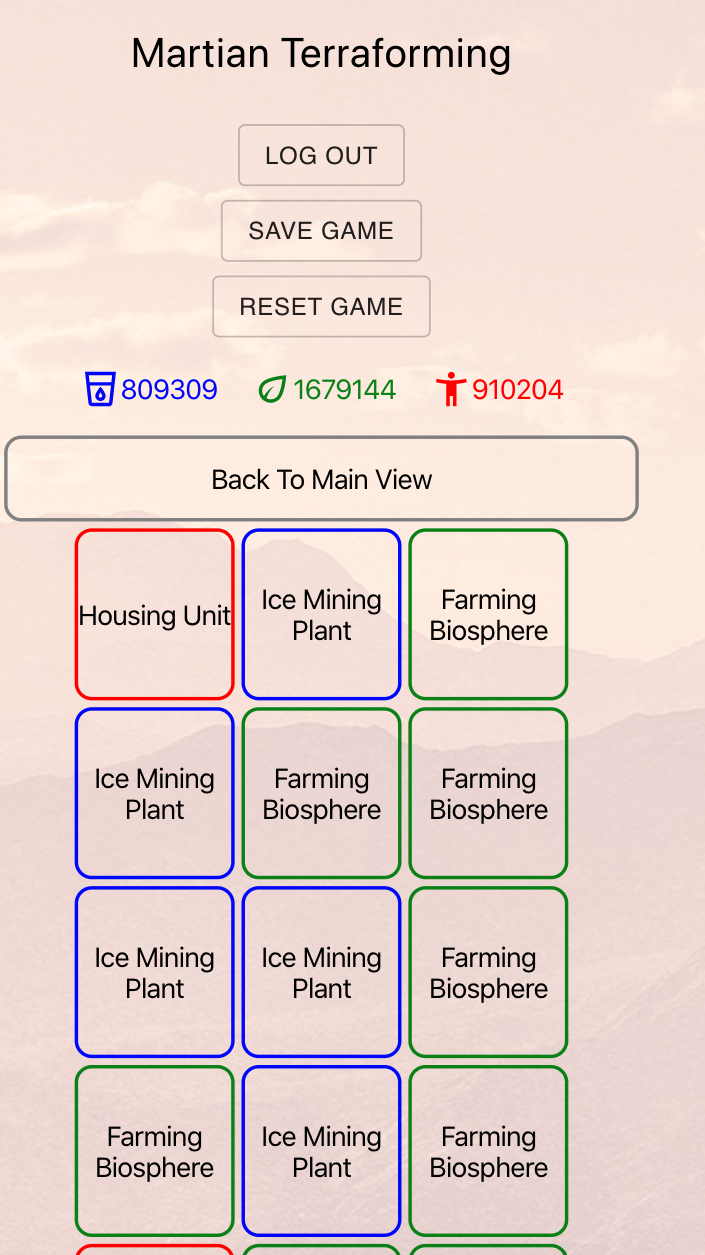 Martian Terraforming
LOG OUT
SAVE GAME
RESET GAME
809309 1679144 910204
Back To Main View
Housing Unit
Ice Mining
Plant
Farming
Biosphere
Ice Mining
Plant
Farming
Biosphere
Farming
Biosphere
Ice Mining
Plant
Ice Mining
Plant
Farming
Biosphere
Farming
Biosphere
Ice Mining
Plant
Farming
Biosphere